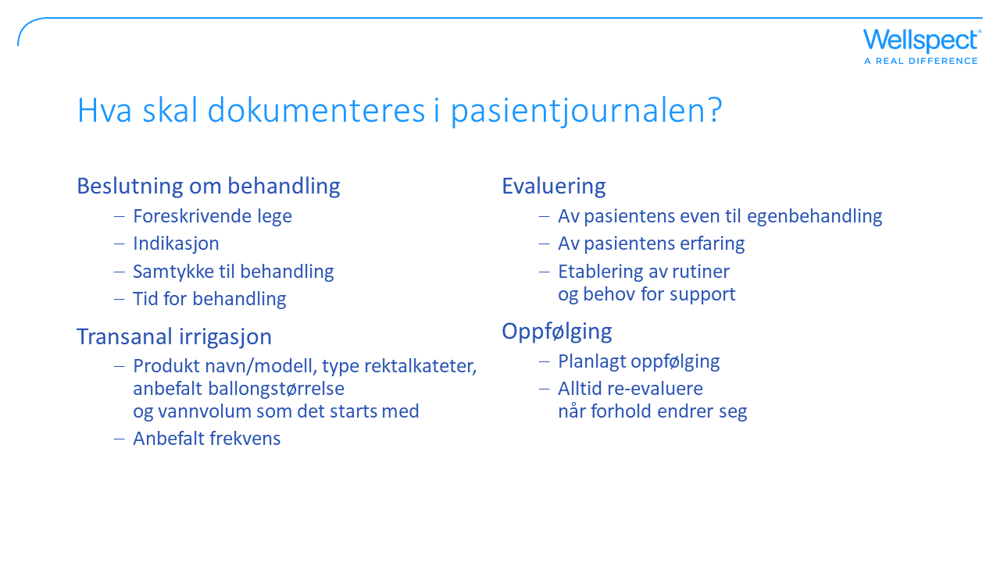 Wellspect®
A REAL DIFFERENCE
Hva skal dokumenteres i pasientjournalen?
Beslutning om behandling
– Foreskrivende lege
– Indikasjon
– Samtykke til behandling
– Tid for behandling
Transanal irrigasjon
– Produkt navn/modell, type rektalkateter,
anbefalt ballongstørrelse
og vannvolum som det starts med
– Anbefalt frekvens
Evaluering
– Av pasientens even til egenbehandling
– Av pasientens erfaring
– Etablering av rutiner
og behov for support
Oppfølging
– Planlagt oppfølging
– Alltid re-evaluere
når forhold endrer seg